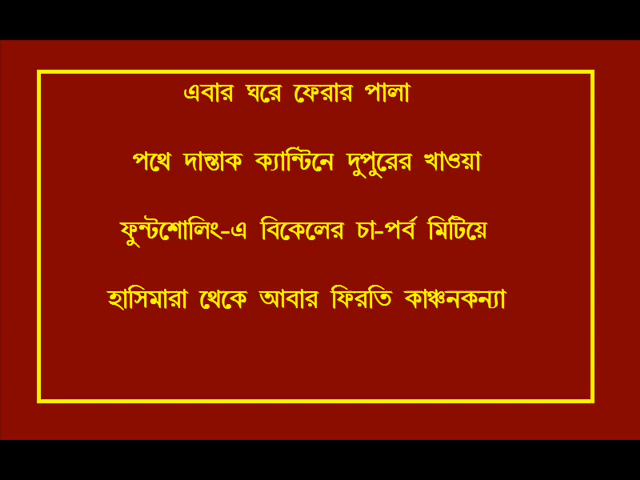 এবার ঘরে ফেরার পালা
পথে দান্তাক ক্যান্টিনে দুপুরের খাওয়া
ফুন্টশোলিং-এ বিকেলের চা-পর্ব মিটিয়ে
হাসিমারা থেকে আবার ফিরতি কাঞ্চনকন্যা